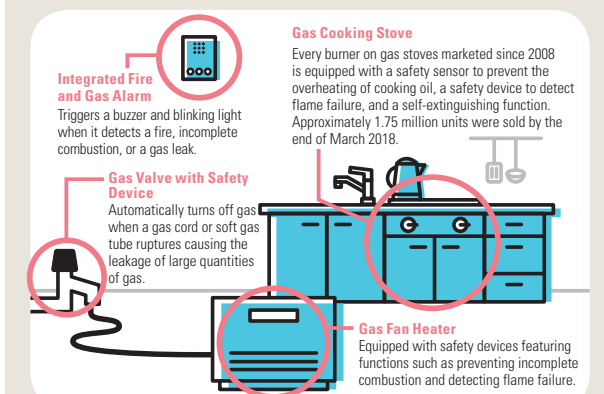 Gas Cooking Stove
Every burner on gas stoves marketed since 2008
is equipped with a safety sensor to prevent the
overheating of cooking oil, a safety device to detect
flame failure, and a self-extinguishing function.
Approximately 1.75 million units were sold by the
end of March 2018.
Integrated Fire
and Gas Alarm
Triggers a buzzer and blinking light
when it detects a fire, incomplete
combustion, or a gas leak.
Gas Valve with Safety
Device
Automatically turns off gas
when a gas cord or soft gas
tube ruptures causing the
leakage of large quantities
of gas.
Gas Fan Heater
Equipped with safety devices featuring
functions such as preventing incomplete
combustion and detecting flame failure.